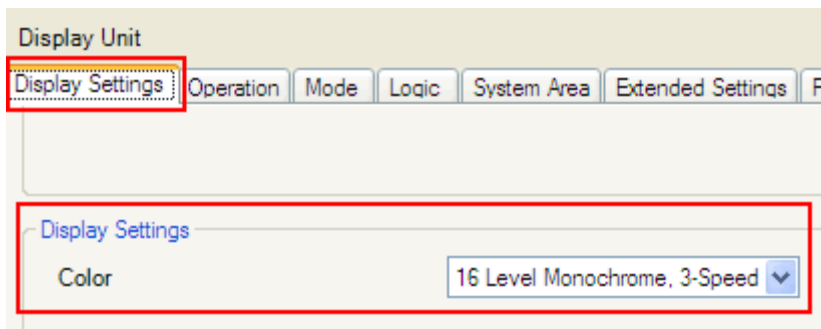 Display Unit
Display Settings Operation Mode Logic System Area Extended Settings
Display Settings
Color 16 Level Monochrome, 3-Speed